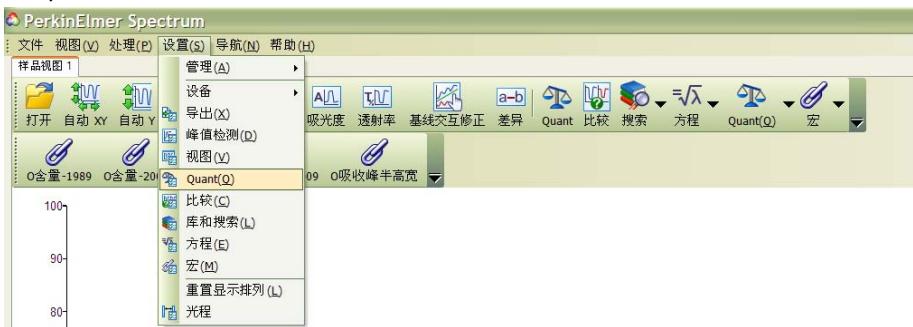 PerkinElmer Spectrum
文件 视图(V) 处理(P) 设置(S) 导航(N) 帮助(H)
样品视图 1
管理(A)
设备
打开 自动 XY 自动 Y 导出(X) 吸光度 透射率 基线交互修正 差异 Quant 比较 搜索 方程 Quant(Q) 宏
A T,
a-b
峰值检测(D)
视图(V)
O含量-1989 Quant(Q) 09 O吸收峰半高宽
比较(C)
100
库和搜索(L)
方程(E)
90
宏(M)
重置显示排列(L)
80
光程